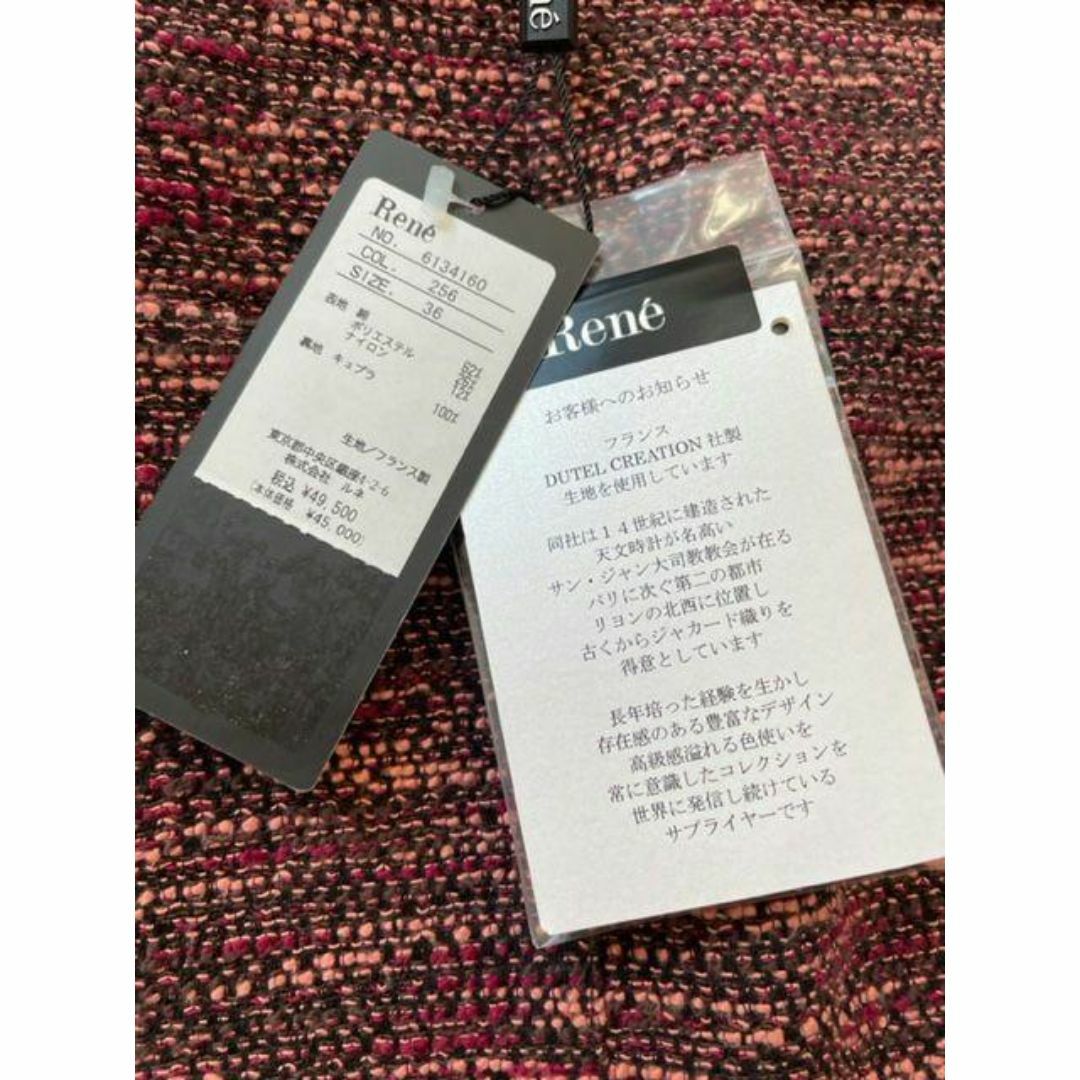 né
René
NO. 6134160
COL. 256
SIZE. 36
表地 綿 62%
ポリエステル 26%
ナイロン 12%
裏地 キュプラ 100%
生地/フランス製
東京都中央区銀座4-2-6
株式会社 ルネ
税込 ¥49,500
(本体価格 ¥45,000)
René
お客様へのお知らせ
フランス
DUTEL CREATION 社製
生地を使用しています
同社は14世紀に建造された
天文時計が名高い
サン・ジャン大司教教会が在る
パリに次ぐ第二の都市
リヨンの北西に位置し
古くからジャカード織りを
得意としています
長年培った経験を生かし
存在感のある豊富なデザイン
高級感溢れる色使いを
常に意識したコレクションを
世界に発信し続けている
サプライヤーです